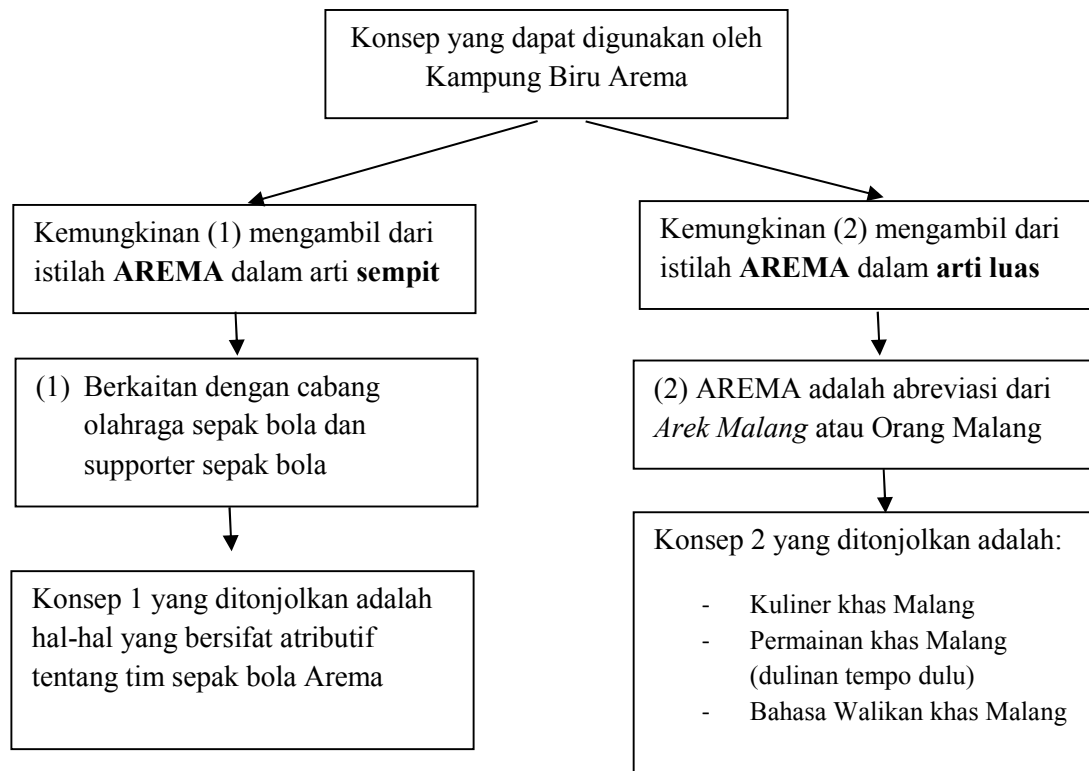 Konsep yang dapat digunakan oleh
Kampung Biru Arema
Kemungkinan (1) mengambil dari
istilah AREMA dalam arti sempit
(1) Berkaitan dengan cabang
olahraga sepak bola dan
supporter sepak bola
Konsep 1 yang ditonjolkan adalah
hal-hal yang bersifat atributif
tentang tim sepak bola Arema
Kemungkinan (2) mengambil dari
istilah AREMA dalam arti luas
(2) AREMA adalah abreviasi dari
Arek Malang atau Orang Malang
Konsep 2 yang ditonjolkan adalah:
- Kuliner khas Malang
- Permainan khas Malang
(dulinan tempo dulu)
- Bahasa Walikan khas Malang